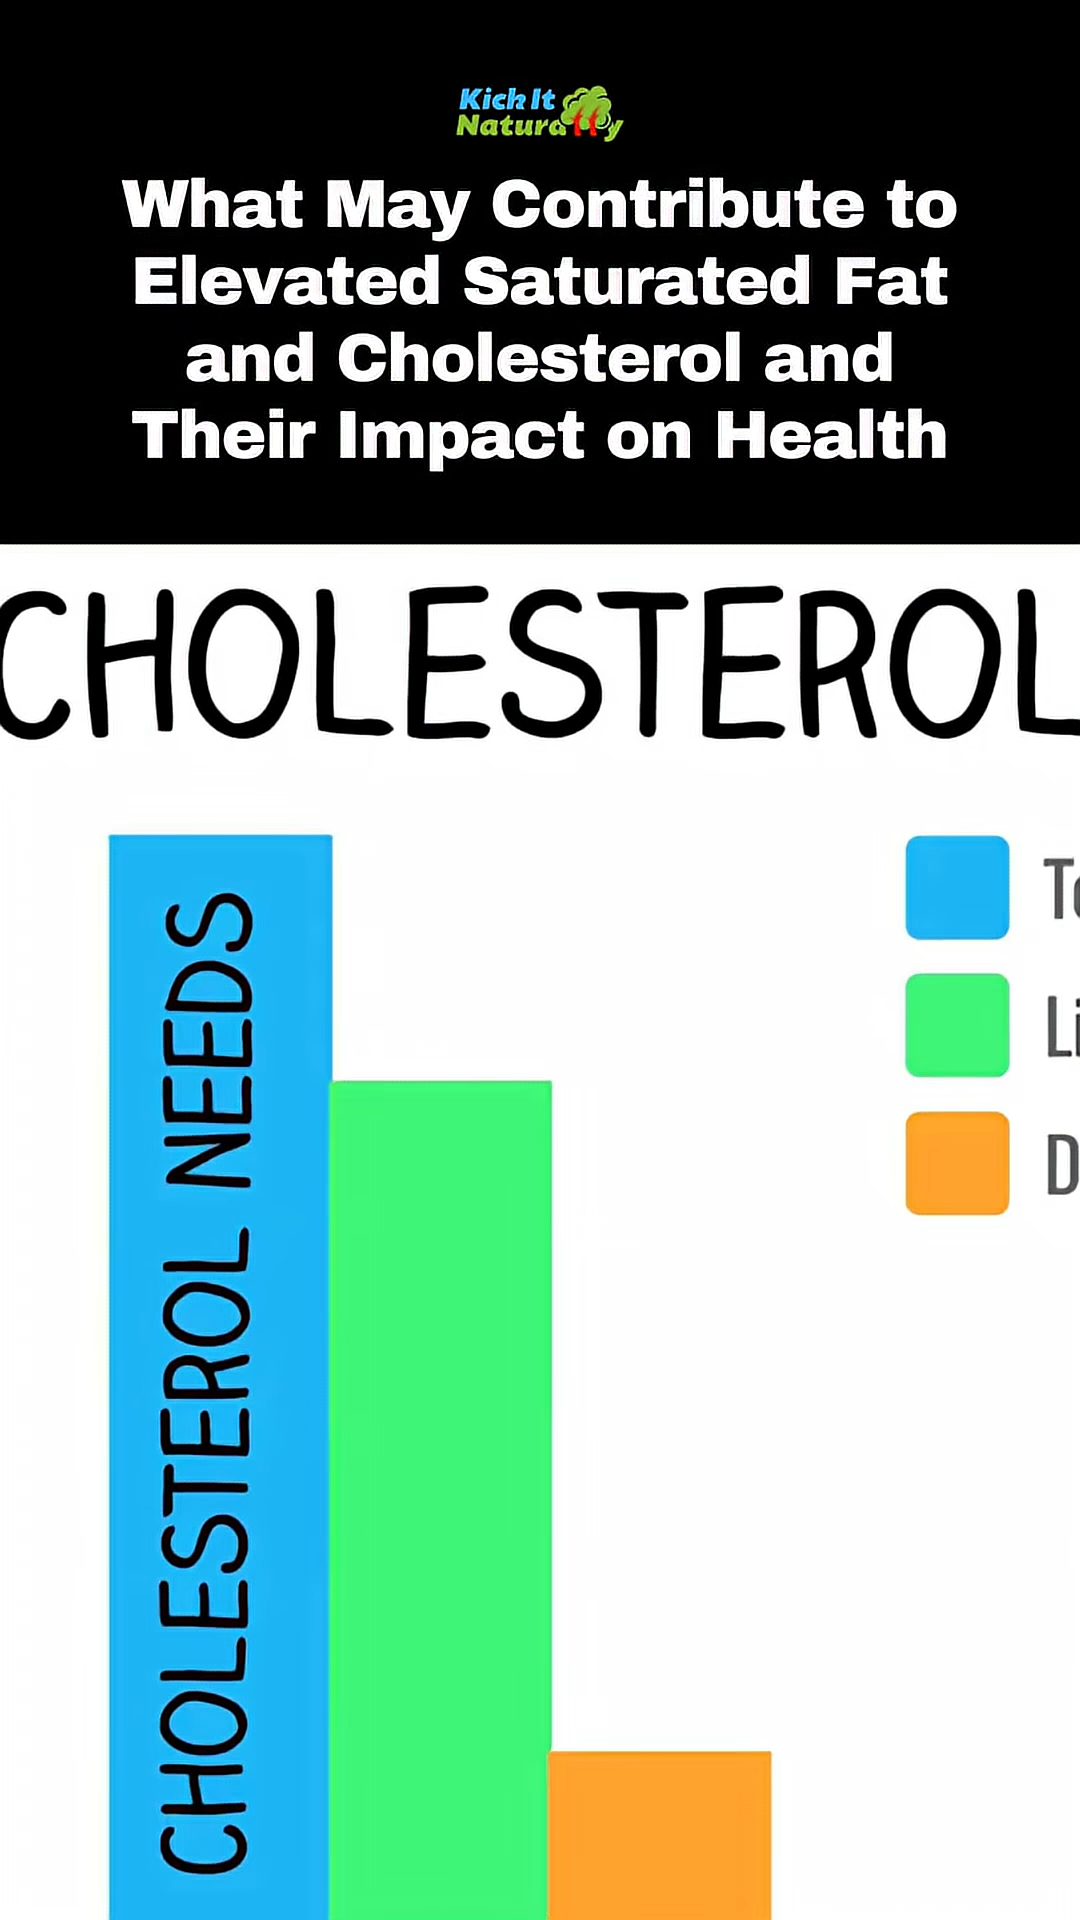 Kick It
Naturally
What May Contribute to
Elevated Saturated Fat
and Cholesterol and
Their Impact on Health
CHOLESTEROL
CHOLESTEROL NEEDS